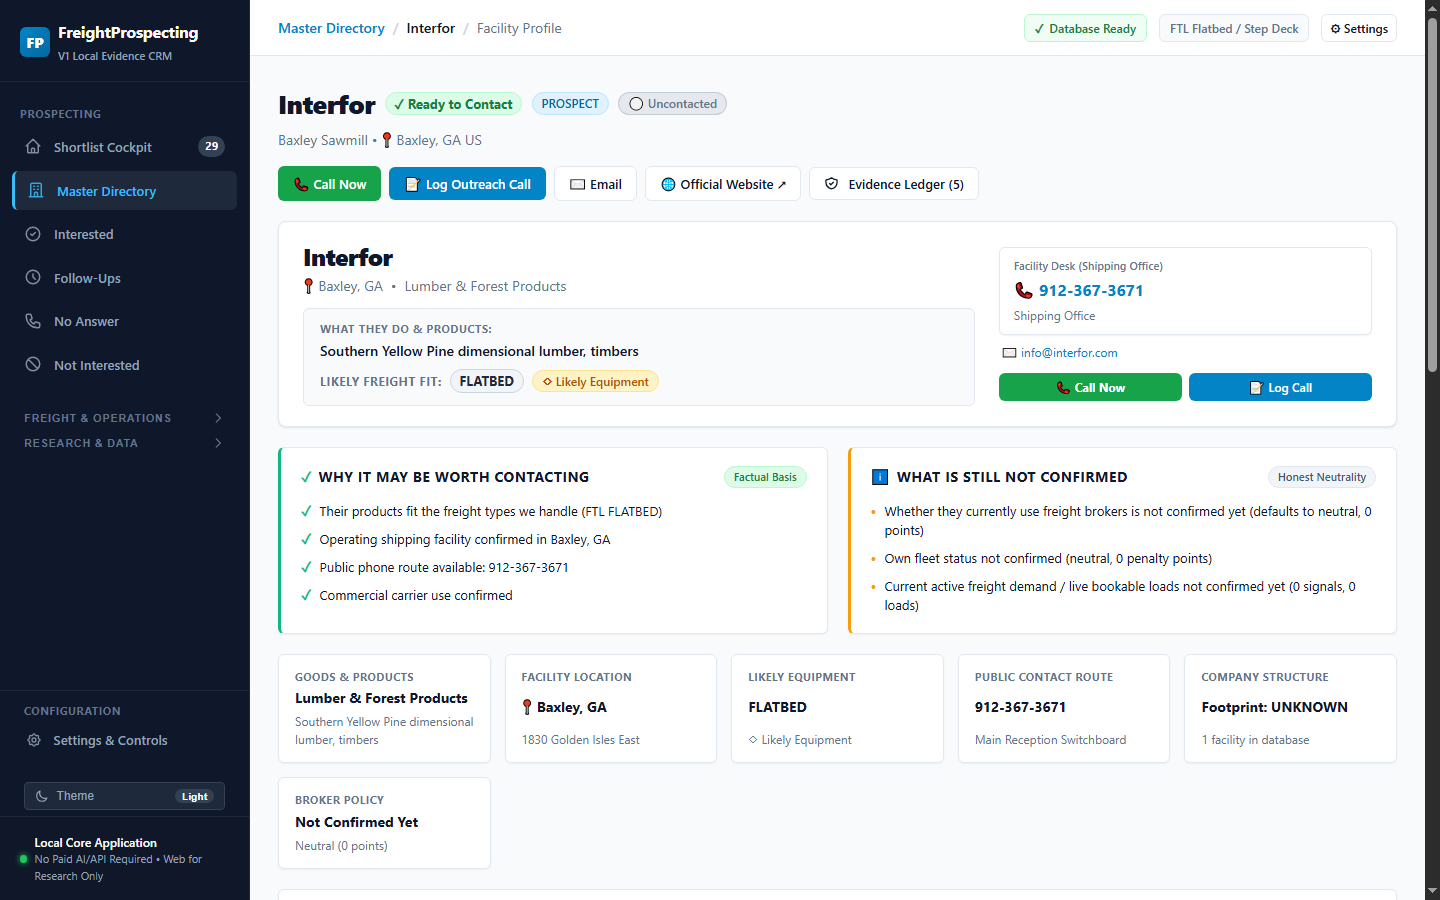 FP
FreightProspecting
V1 Local Evidence CRM
PROSPECTING
Shortlist Cockpit 29
Master Directory
Interested
Follow-Ups
No Answer
Not Interested
FREIGHT & OPERATIONS
RESEARCH & DATA
CONFIGURATION
Settings & Controls
Theme Light
Local Core Application
No Paid AI/API Required • Web for
Research Only
Master Directory / Interfor / Facility Profile
✓ Database Ready
FTL Flatbed / Step Deck
⚙ Settings
Interfor ✓ Ready to Contact PROSPECT Uncontacted
Baxley Sawmill • 📍 Baxley, GA US
📞 Call Now
📝 Log Outreach Call
✉ Email
🌐 Official Website ↗
Evidence Ledger (5)
Interfor
📍 Baxley, GA • Lumber & Forest Products
WHAT THEY DO & PRODUCTS:
Southern Yellow Pine dimensional lumber, timbers
LIKELY FREIGHT FIT: FLATBED ◇ Likely Equipment
Facility Desk (Shipping Office)
📞 912-367-3671
Shipping Office
✉ info@interfor.com
📞 Call Now
📝 Log Call
✓ WHY IT MAY BE WORTH CONTACTING Factual Basis
✓ Their products fit the freight types we handle (FTL FLATBED)
✓ Operating shipping facility confirmed in Baxley, GA
✓ Public phone route available: 912-367-3671
✓ Commercial carrier use confirmed
ℹ WHAT IS STILL NOT CONFIRMED Honest Neutrality
• Whether they currently use freight brokers is not confirmed yet (defaults to neutral, 0
points)
• Own fleet status not confirmed (neutral, 0 penalty points)
• Current active freight demand / live bookable loads not confirmed yet (0 signals, 0
loads)
GOODS & PRODUCTS
Lumber & Forest Products
Southern Yellow Pine dimensional
lumber, timbers
FACILITY LOCATION
📍 Baxley, GA
1830 Golden Isles East
LIKELY EQUIPMENT
FLATBED
◇ Likely Equipment
PUBLIC CONTACT ROUTE
912-367-3671
Main Reception Switchboard
COMPANY STRUCTURE
Footprint: UNKNOWN
1 facility in database
BROKER POLICY
Not Confirmed Yet
Neutral (0 points)